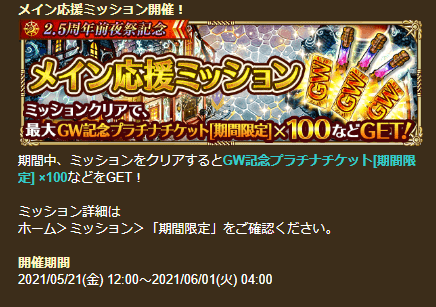 メイン応援ミッション開催！
2.5周年前夜祭記念
メイン応援ミッション
ミッションクリアで、
最大GW記念プラチナチケット[期間限定]×100などGET!
GW!
GW!
GW!
期間中、ミッションをクリアするとGW記念プラチナチケット[期間限
定] ×100などをGET！
ミッション詳細は
ホーム＞ミッション＞「期間限定」をご確認ください。
開催期間
2021/05/21(金) 12:00～2021/06/01(火) 04:00